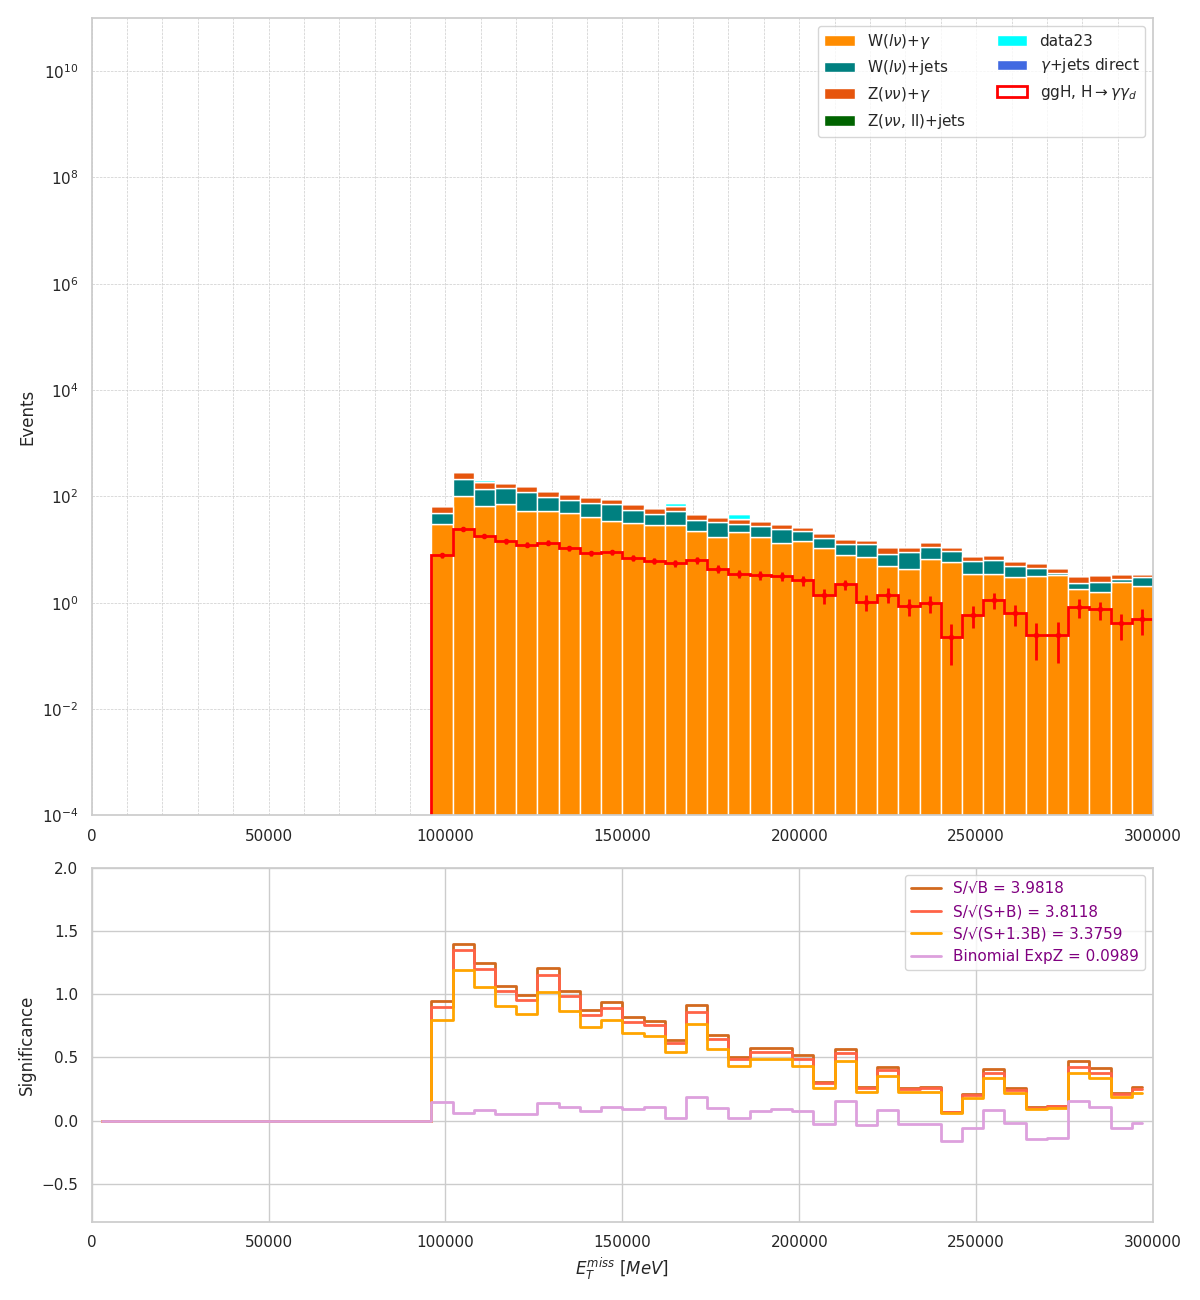 W(lν)+γ
W(lν)+jets
Z(νν)+γ
Z(νν, ll)+jets
data23
γ+jets direct
ggH, H→γγ_d
Events
10^10
10^8
10^6
10^4
10^2
10^0
10^−2
10^−4
0 50000 100000 150000 200000 250000 300000
S/√B = 3.9818
S/√(S+B) = 3.8118
S/√(S+1.3B) = 3.3759
Binomial ExpZ = 0.0989
Significance
2.0
1.5
1.0
0.5
0.0
−0.5
0 50000 100000 150000 200000 250000 300000
E_T^miss [MeV]